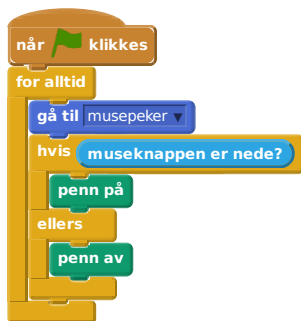 når klikkes
for alltid
gå til musepeker
hvis museknappen er nede?
penn på
ellers
penn av